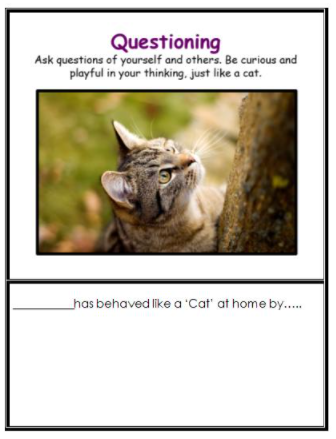 Questioning
Ask questions of yourself and others. Be curious and
playful in your thinking, just like a cat.
__________has behaved like a ‘Cat’ at home by…..